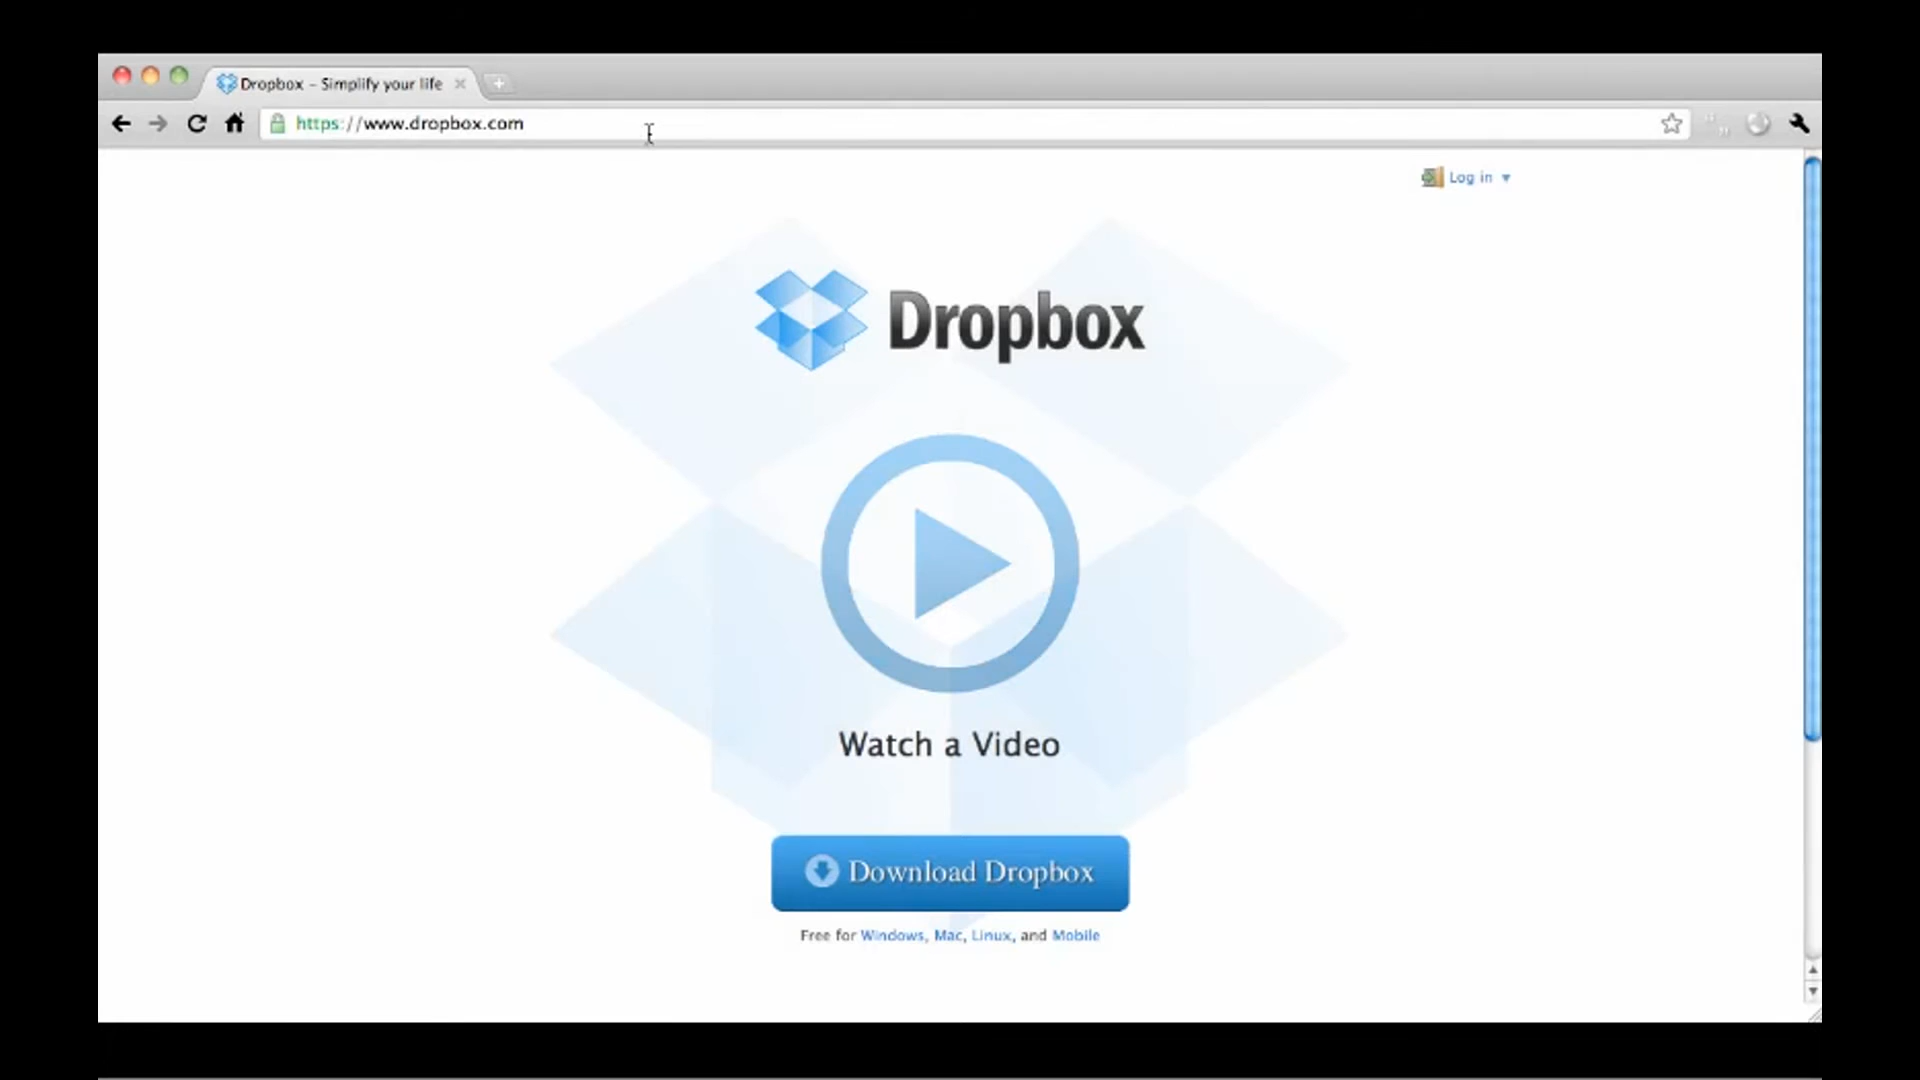 Dropbox – Simplify your life
https://www.dropbox.com
Log in
Dropbox
Watch a Video
Download Dropbox
Free for Windows, Mac, Linux, and Mobile